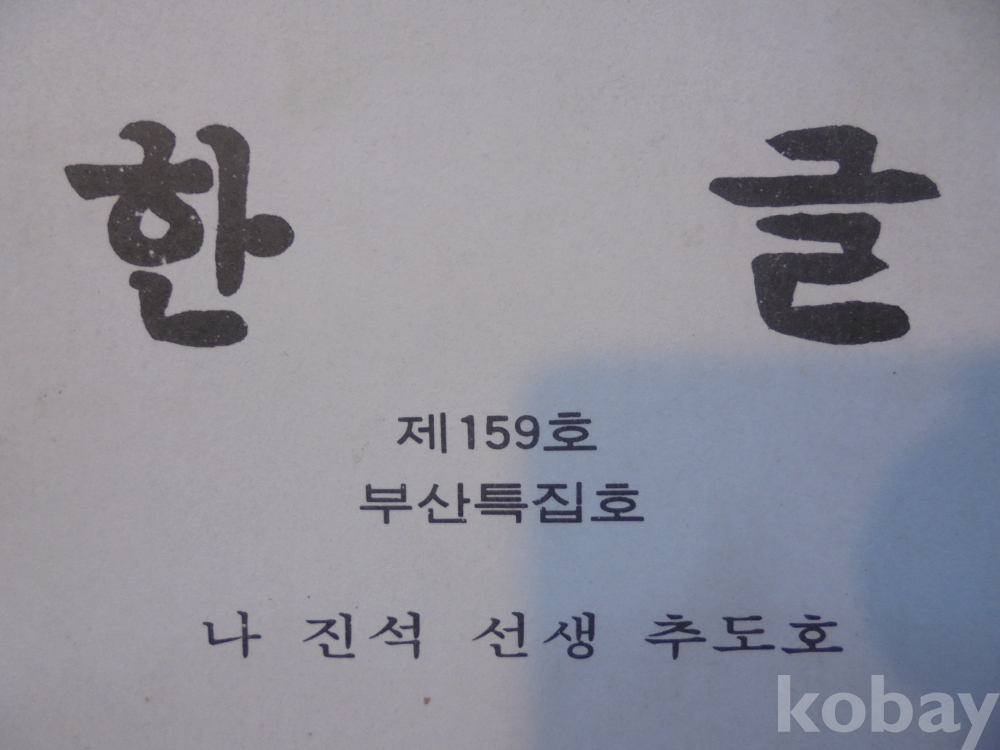 한 글
제159호
부산특집호
나 진석 선생 추도호
kobay